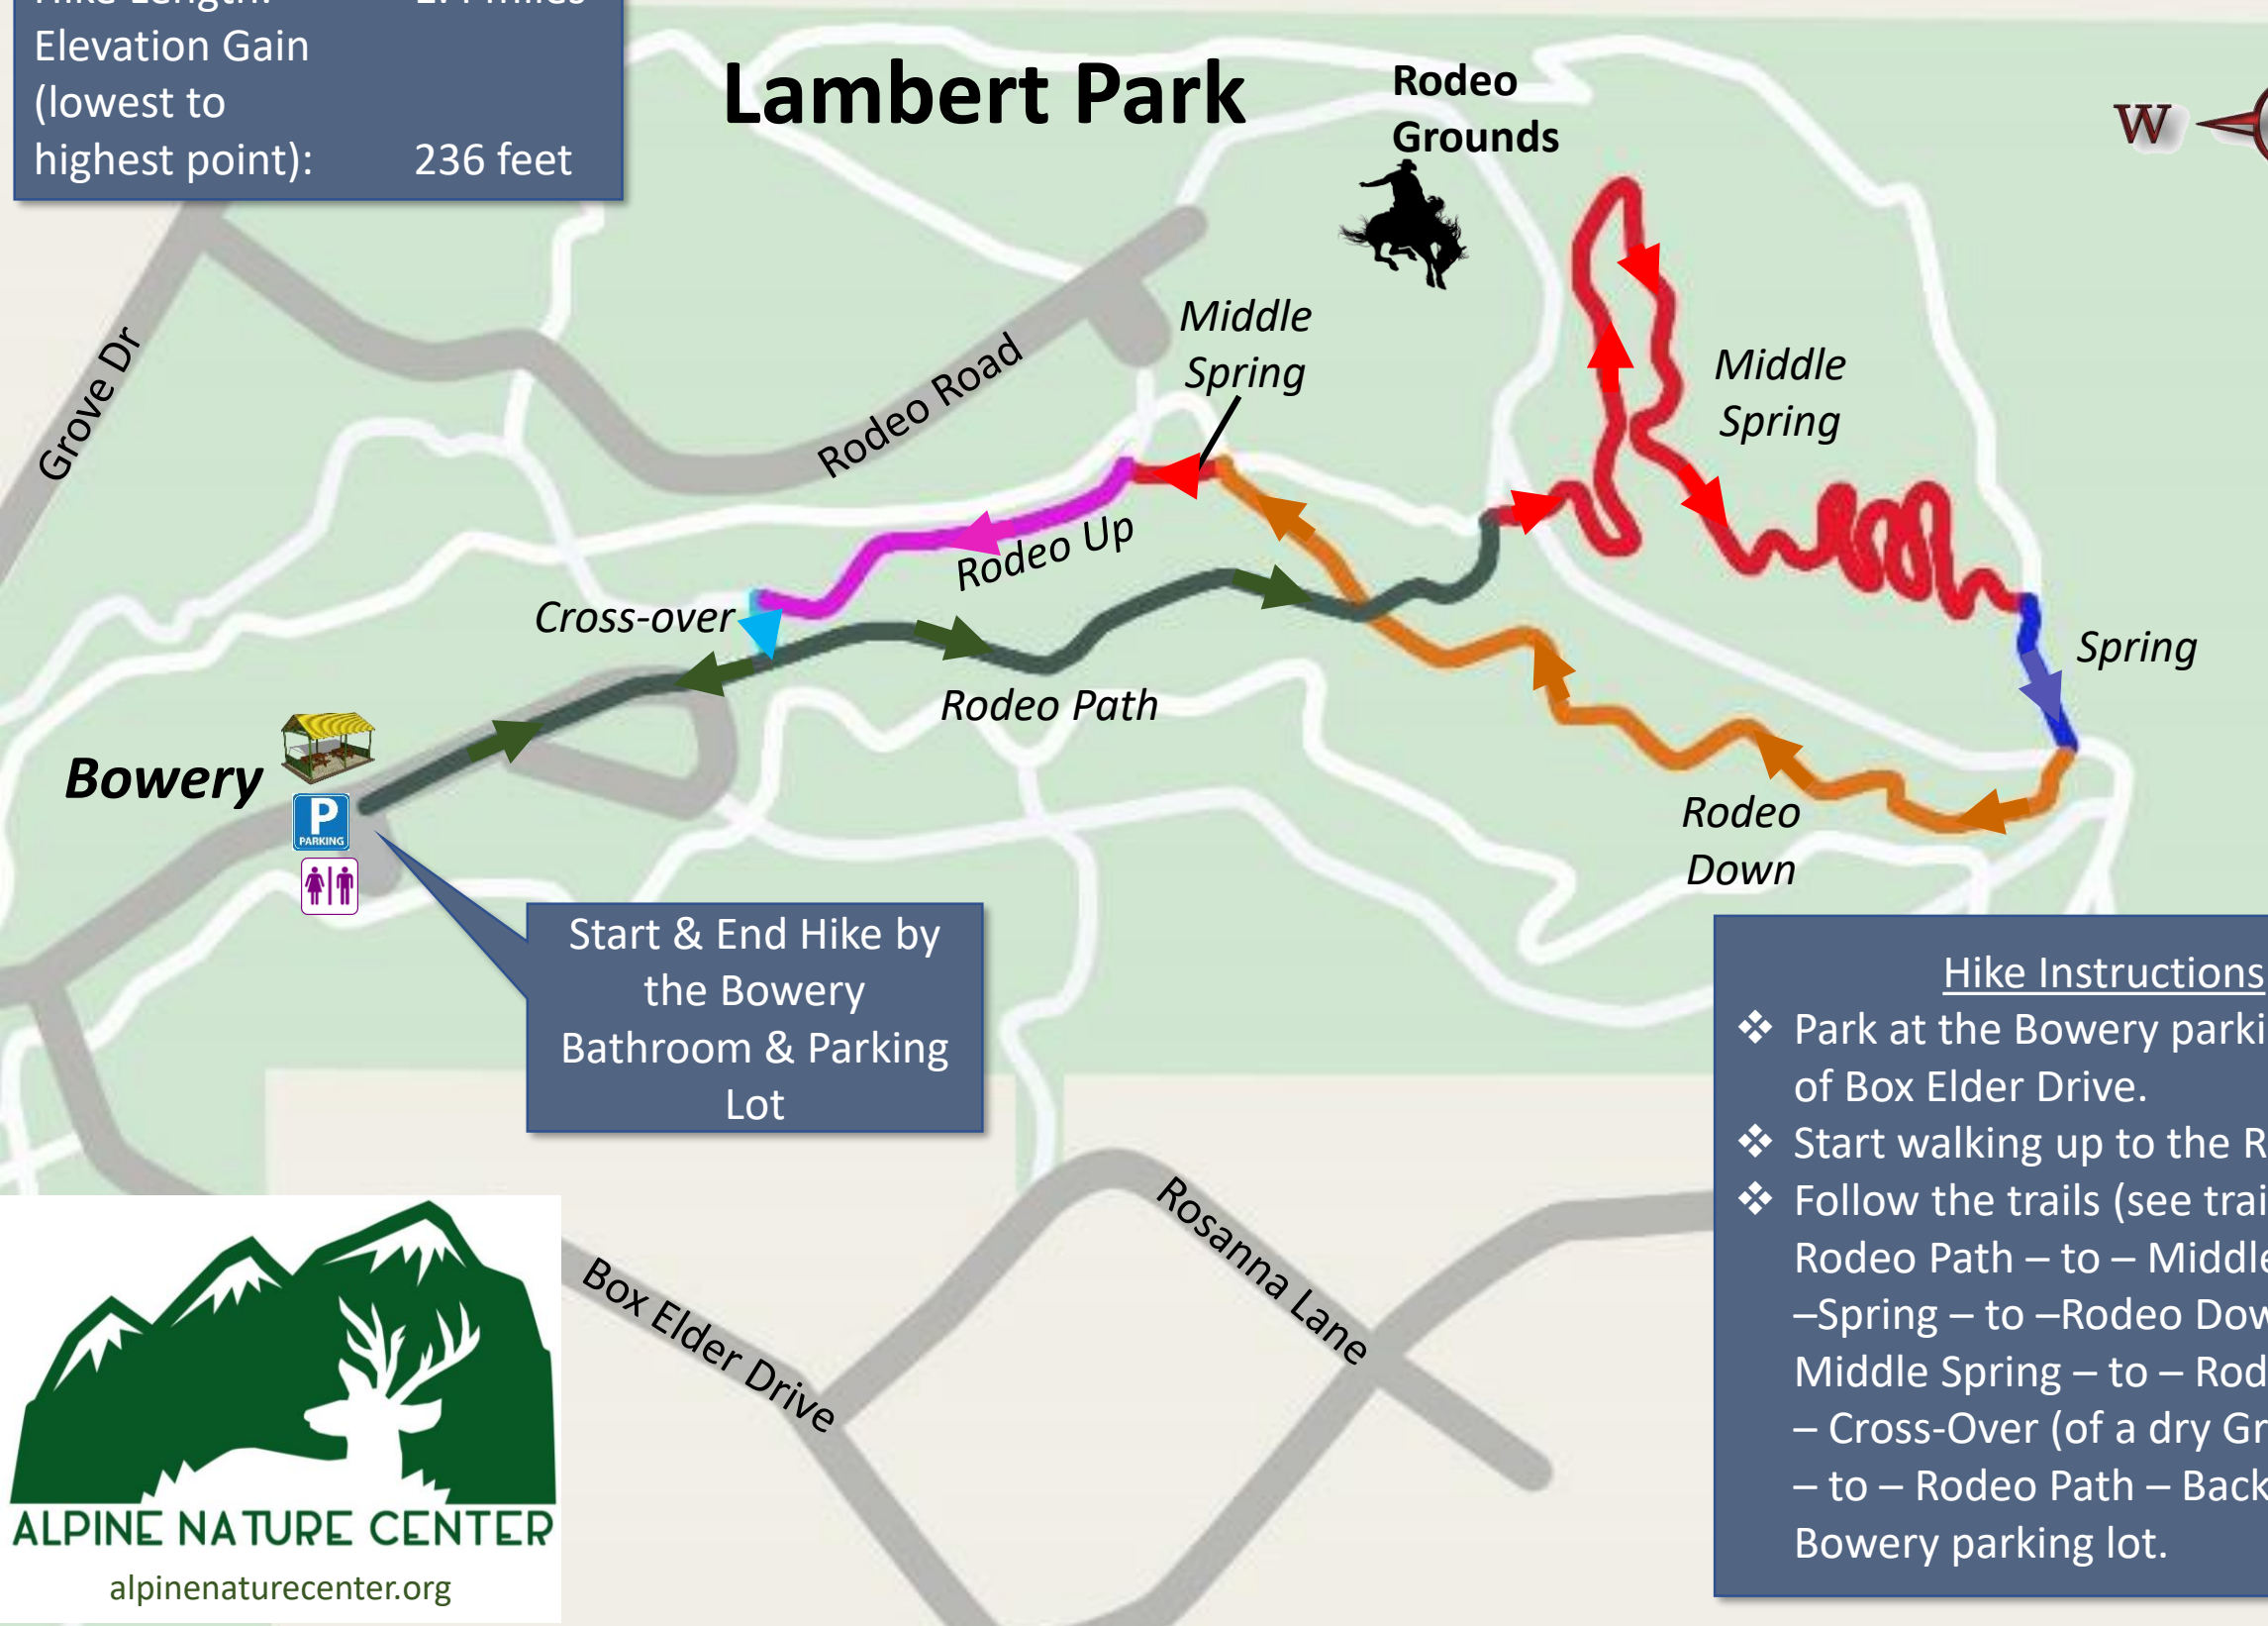 Elevation Gain
(lowest to
highest point): 236 feet
Lambert Park
Rodeo
Grounds
W
Grove Dr
Rodeo Road
Middle
Spring
Middle
Spring
Rodeo Up
Cross-over
Rodeo Path
Spring
Bowery
P
PARKING
Rodeo
Down
Start & End Hike by
the Bowery
Bathroom & Parking
Lot
Hike Instructions
❖ Park at the Bowery parki
of Box Elder Drive.
❖ Start walking up to the R
❖ Follow the trails (see trai
Rodeo Path – to – Middle
–Spring – to –Rodeo Dow
Middle Spring – to – Rod
– Cross-Over (of a dry Gr
– to – Rodeo Path – Back
Bowery parking lot.
Rosanna Lane
Box Elder Drive
ALPINE NATURE CENTER
alpinenaturecenter.org